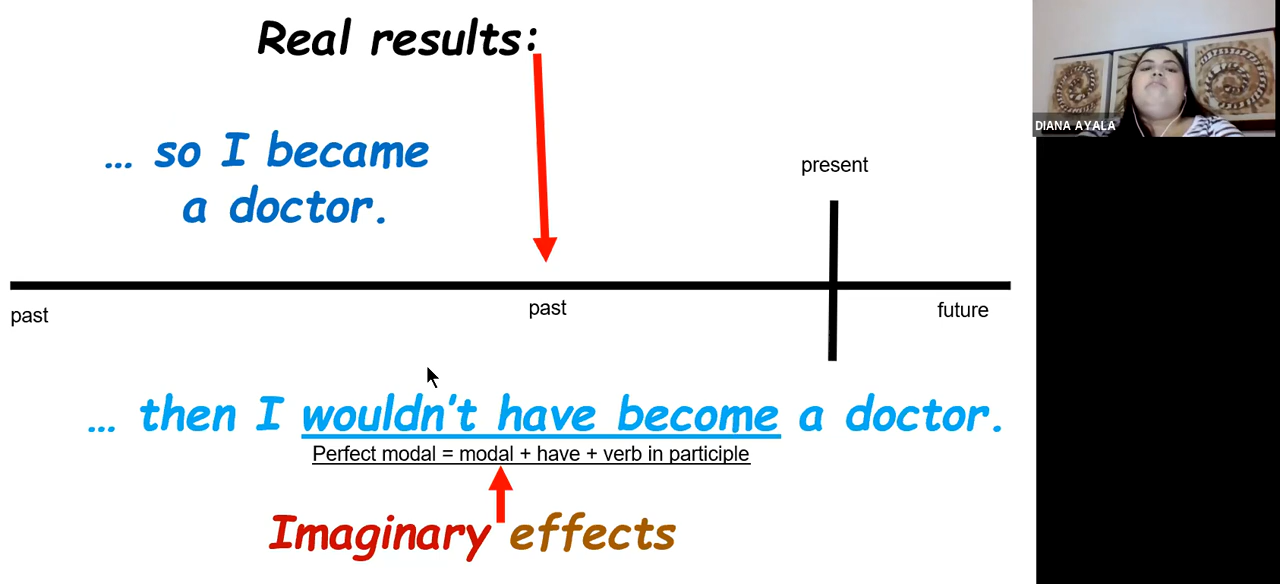 Real results:
… so I became
a doctor.
DIANA AYALA
present
past
past
future
… then I wouldn't have become a doctor.
Perfect modal = modal + have + verb in participle
Imaginary effects